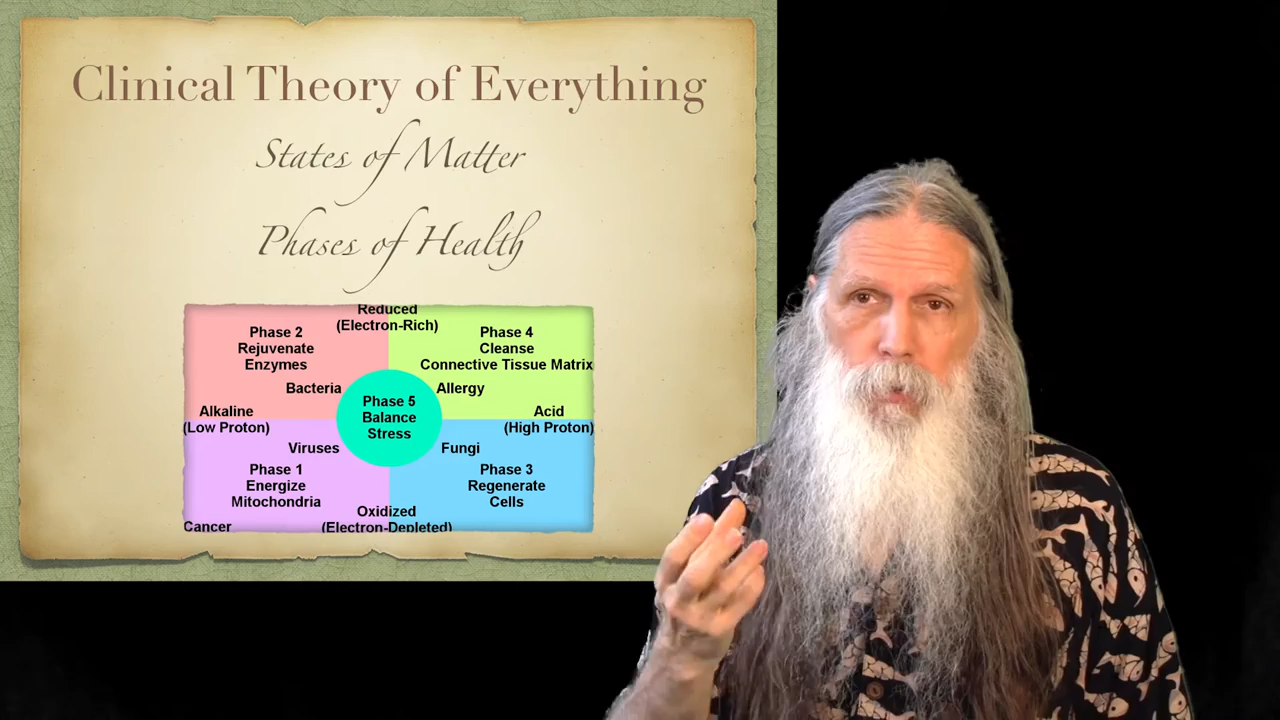 Clinical Theory of Everything
States of Matter
Phases of Health
Reduced
(Electron-Rich)
Phase 2
Rejuvenate
Enzymes
Phase 4
Cleanse
Connective Tissue Matrix
Bacteria
Allergy
Phase 5
Balance
Stress
Alkaline
(Low Proton)
Acid
(High Proton)
Viruses
Fungi
Phase 1
Energize
Mitochondria
Phase 3
Regenerate
Cells
Cancer
Oxidized
(Electron-Depleted)